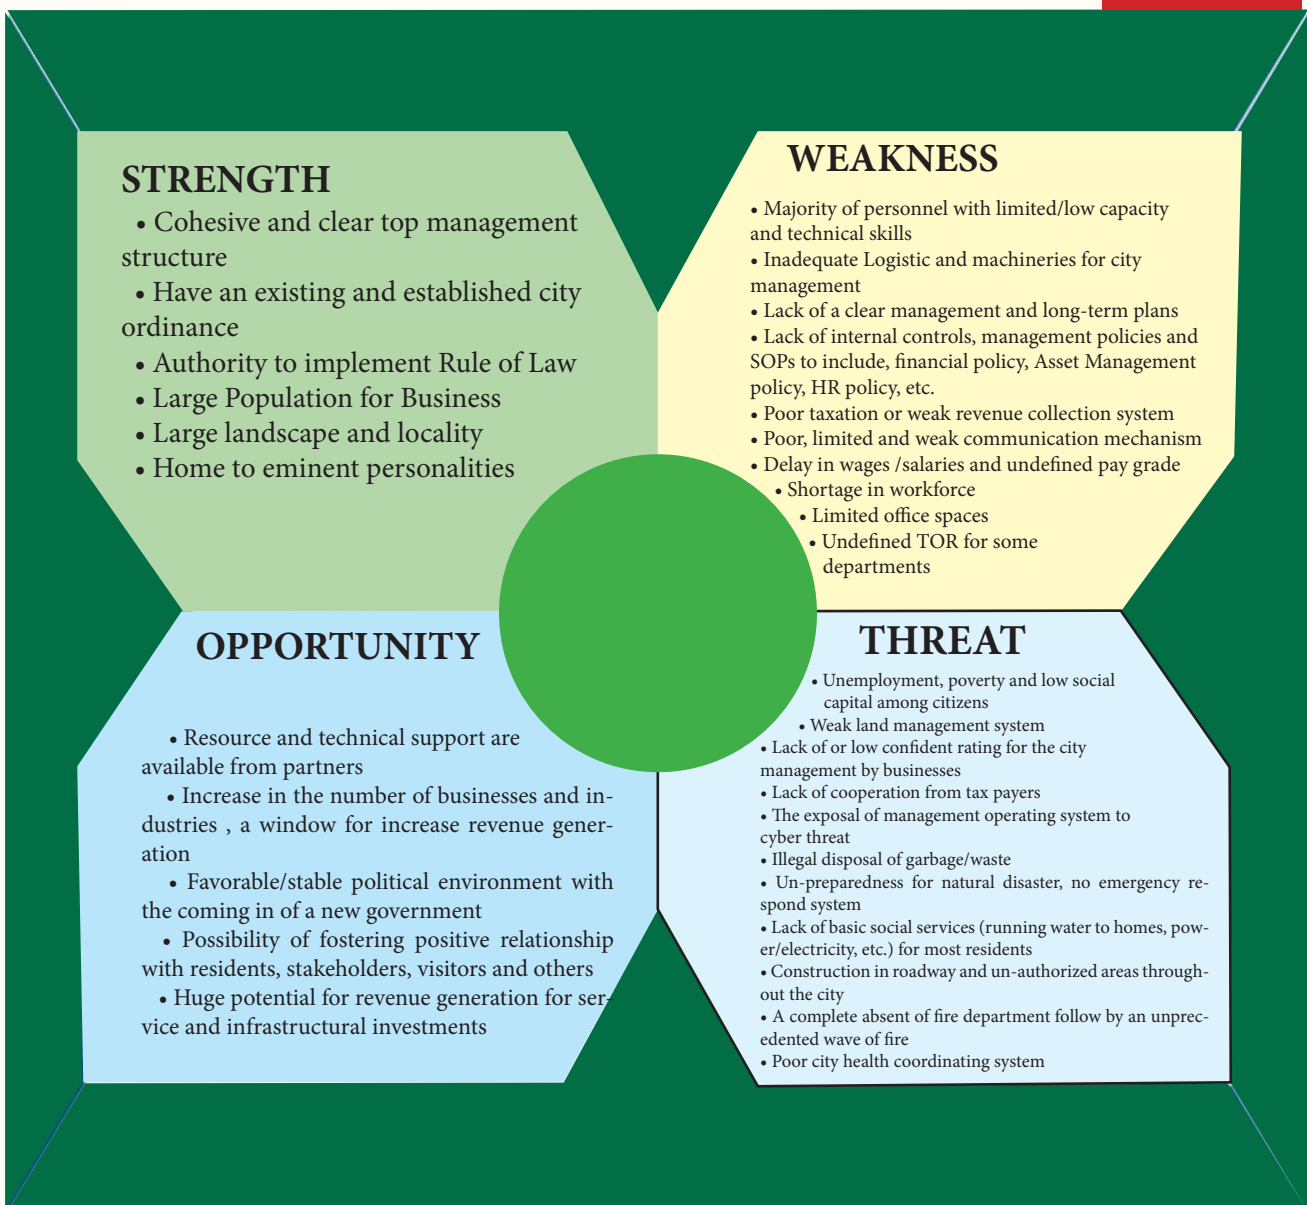 STRENGTH
• Cohesive and clear top management
structure
• Have an existing and established city
ordinance
• Authority to implement Rule of Law
• Large Population for Business
• Large landscape and locality
• Home to eminent personalities
WEAKNESS
• Majority of personnel with limited/low capacity
and technical skills
• Inadequate Logistic and machineries for city
management
• Lack of a clear management and long-term plans
• Lack of internal controls, management policies and
SOPs to include, financial policy, Asset Management
policy, HR policy, etc.
• Poor taxation or weak revenue collection system
• Poor, limited and weak communication mechanism
• Delay in wages /salaries and undefined pay grade
• Shortage in workforce
• Limited office spaces
• Undefined TOR for some
departments
OPPORTUNITY
• Resource and technical support are
available from partners
• Increase in the number of businesses and in-
dustries , a window for increase revenue gener-
ation
• Favorable/stable political environment with
the coming in of a new government
• Possibility of fostering positive relationship
with residents, stakeholders, visitors and others
• Huge potential for revenue generation for ser-
vice and infrastructural investments
THREAT
• Unemployment, poverty and low social
capital among citizens
• Weak land management system
• Lack of or low confident rating for the city
management by businesses
• Lack of cooperation from tax payers
• The exposal of management operating system to
cyber threat
• Illegal disposal of garbage/waste
• Un-preparedness for natural disaster, no emergency re-
spond system
• Lack of basic social services (running water to homes, pow-
er/electricity, etc.) for most residents
• Construction in roadway and un-authorized areas through-
out the city
• A complete absent of fire department follow by an unprec-
edented wave of fire
• Poor city health coordinating system